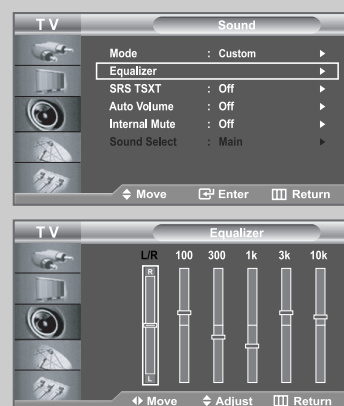 TV Sound
Mode : Custom
Equalizer
SRS TSXT : Off
Auto Volume : Off
Internal Mute : Off
Sound Select : Main
Move Enter Return
TV Equalizer
L/R 100 300 1k 3k 10k
R
L
Move Adjust Return